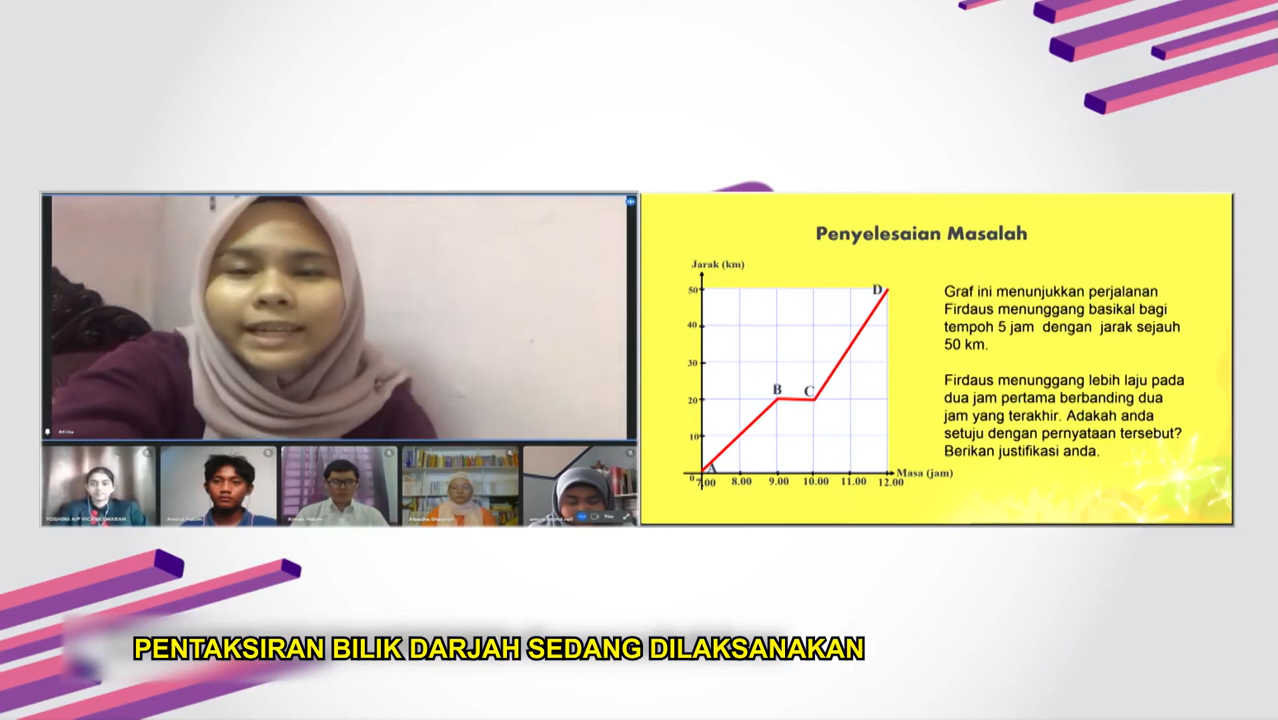 Penyelesaian Masalah
Jarak (km)
50
40
30
20
10
0
A
B
C
D
7.00
8.00
9.00
10.00
11.00
12.00
Masa (jam)
Graf ini menunjukkan perjalanan
Firdaus menunggang basikal bagi
tempoh 5 jam dengan jarak sejauh
50 km.
Firdaus menunggang lebih laju pada
dua jam pertama berbanding dua
jam yang terakhir. Adakah anda
setuju dengan pernyataan tersebut?
Berikan justifikasi anda.
You
PENTAKSIRAN BILIK DARJAH SEDANG DILAKSANAKAN